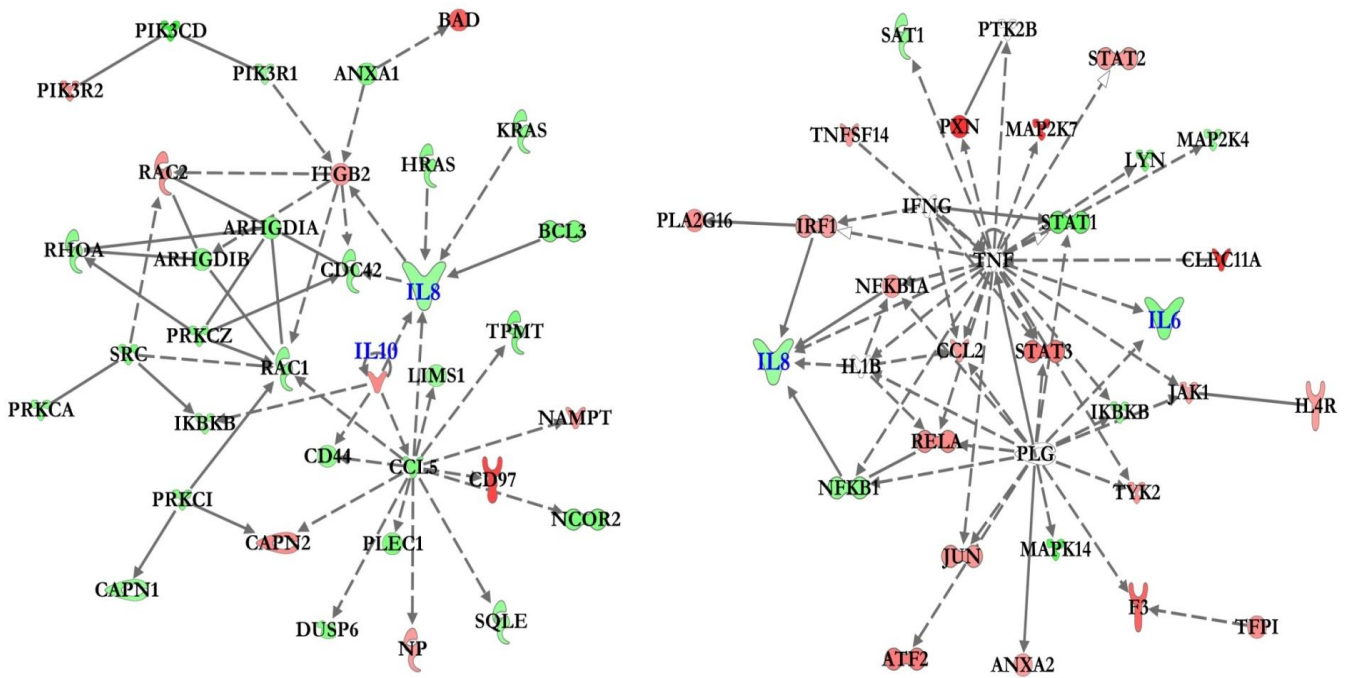 BAD
PIK3CD
PIK3R1
ANXA1
PIK3R2
KRAS
HRAS
RAC2
ITGB2
ARHGDIA
BCL3
RHOA
ARHGDIB
CDC42
IL8
PRKCZ
TPMT
SRC
IL10
RAC1
LIMS1
PRKCA
IKBKB
NAMPT
CD44
CCL5
CD97
PRKCI
NCOR2
CAPN2
PLEC1
CAPN1
DUSP6
SQLE
NP
SAT1
PTK2B
STAT2
TNFSF14
PXN
MAP2K7
MAP2K4
LYN
PLA2G16
IRF1
IFNG
STAT1
TNF
CLEC11A
NFKBIA
IL6
IL8
IL1B
CCL2
STAT3
JAK1
IL4R
IKBKB
RELA
PLG
NFKB1
TYK2
JUN
MAPK14
F3
TFPI
ATF2
ANXA2